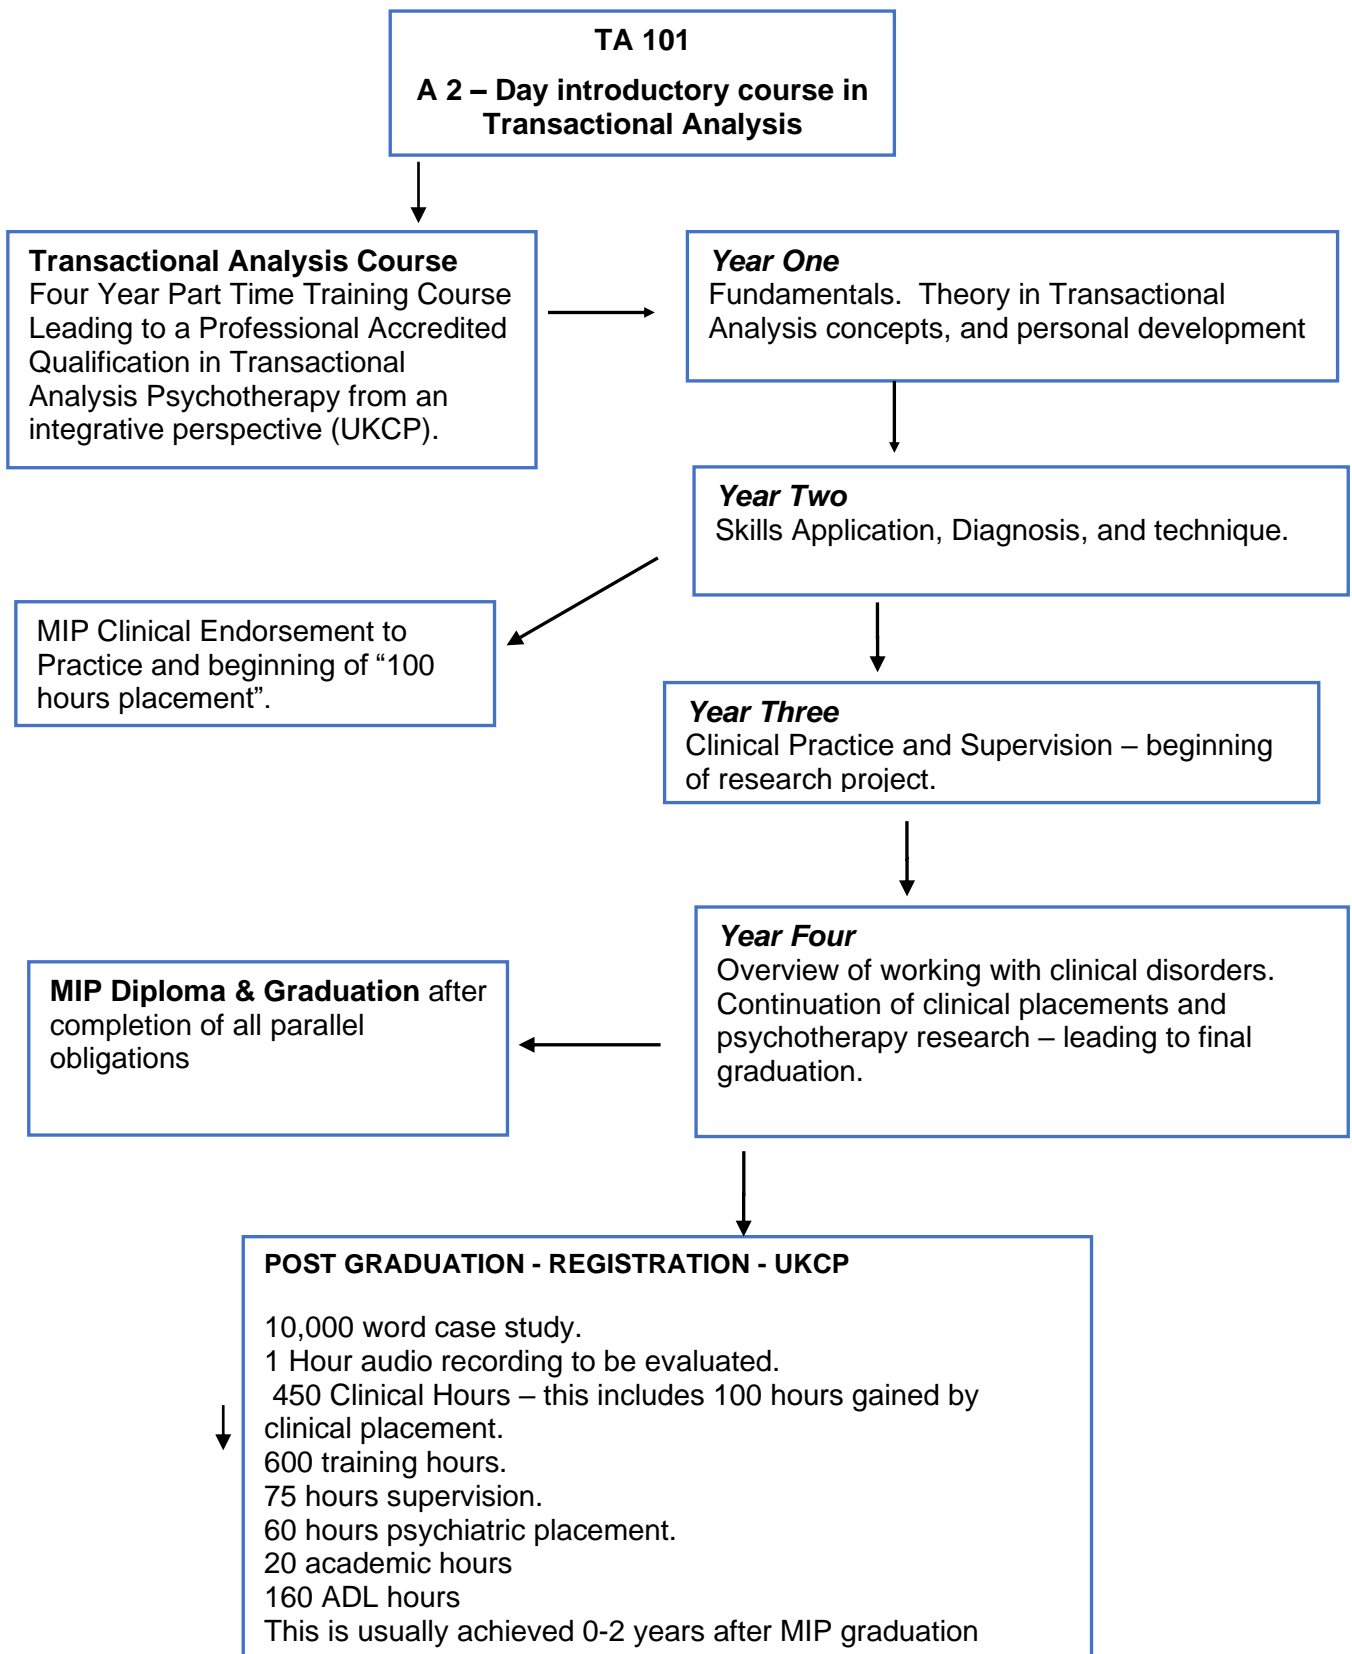 TA 101
A 2 – Day introductory course in
Transactional Analysis
Transactional Analysis Course
Four Year Part Time Training Course
Leading to a Professional Accredited
Qualification in Transactional
Analysis Psychotherapy from an
integrative perspective (UKCP).
Year One
Fundamentals.  Theory in Transactional
Analysis concepts, and personal development
Year Two
Skills Application, Diagnosis, and technique.
MIP Clinical Endorsement to
Practice and beginning of “100
hours placement”.
Year Three
Clinical Practice and Supervision – beginning
of research project.
Year Four
Overview of working with clinical disorders.
Continuation of clinical placements and
psychotherapy research – leading to final
graduation.
MIP Diploma & Graduation after
completion of all parallel
obligations
POST GRADUATION - REGISTRATION - UKCP
10,000 word case study.
1 Hour audio recording to be evaluated.
450 Clinical Hours – this includes 100 hours gained by
clinical placement.
600 training hours.
75 hours supervision.
60 hours psychiatric placement.
20 academic hours
160 ADL hours
This is usually achieved 0-2 years after MIP graduation